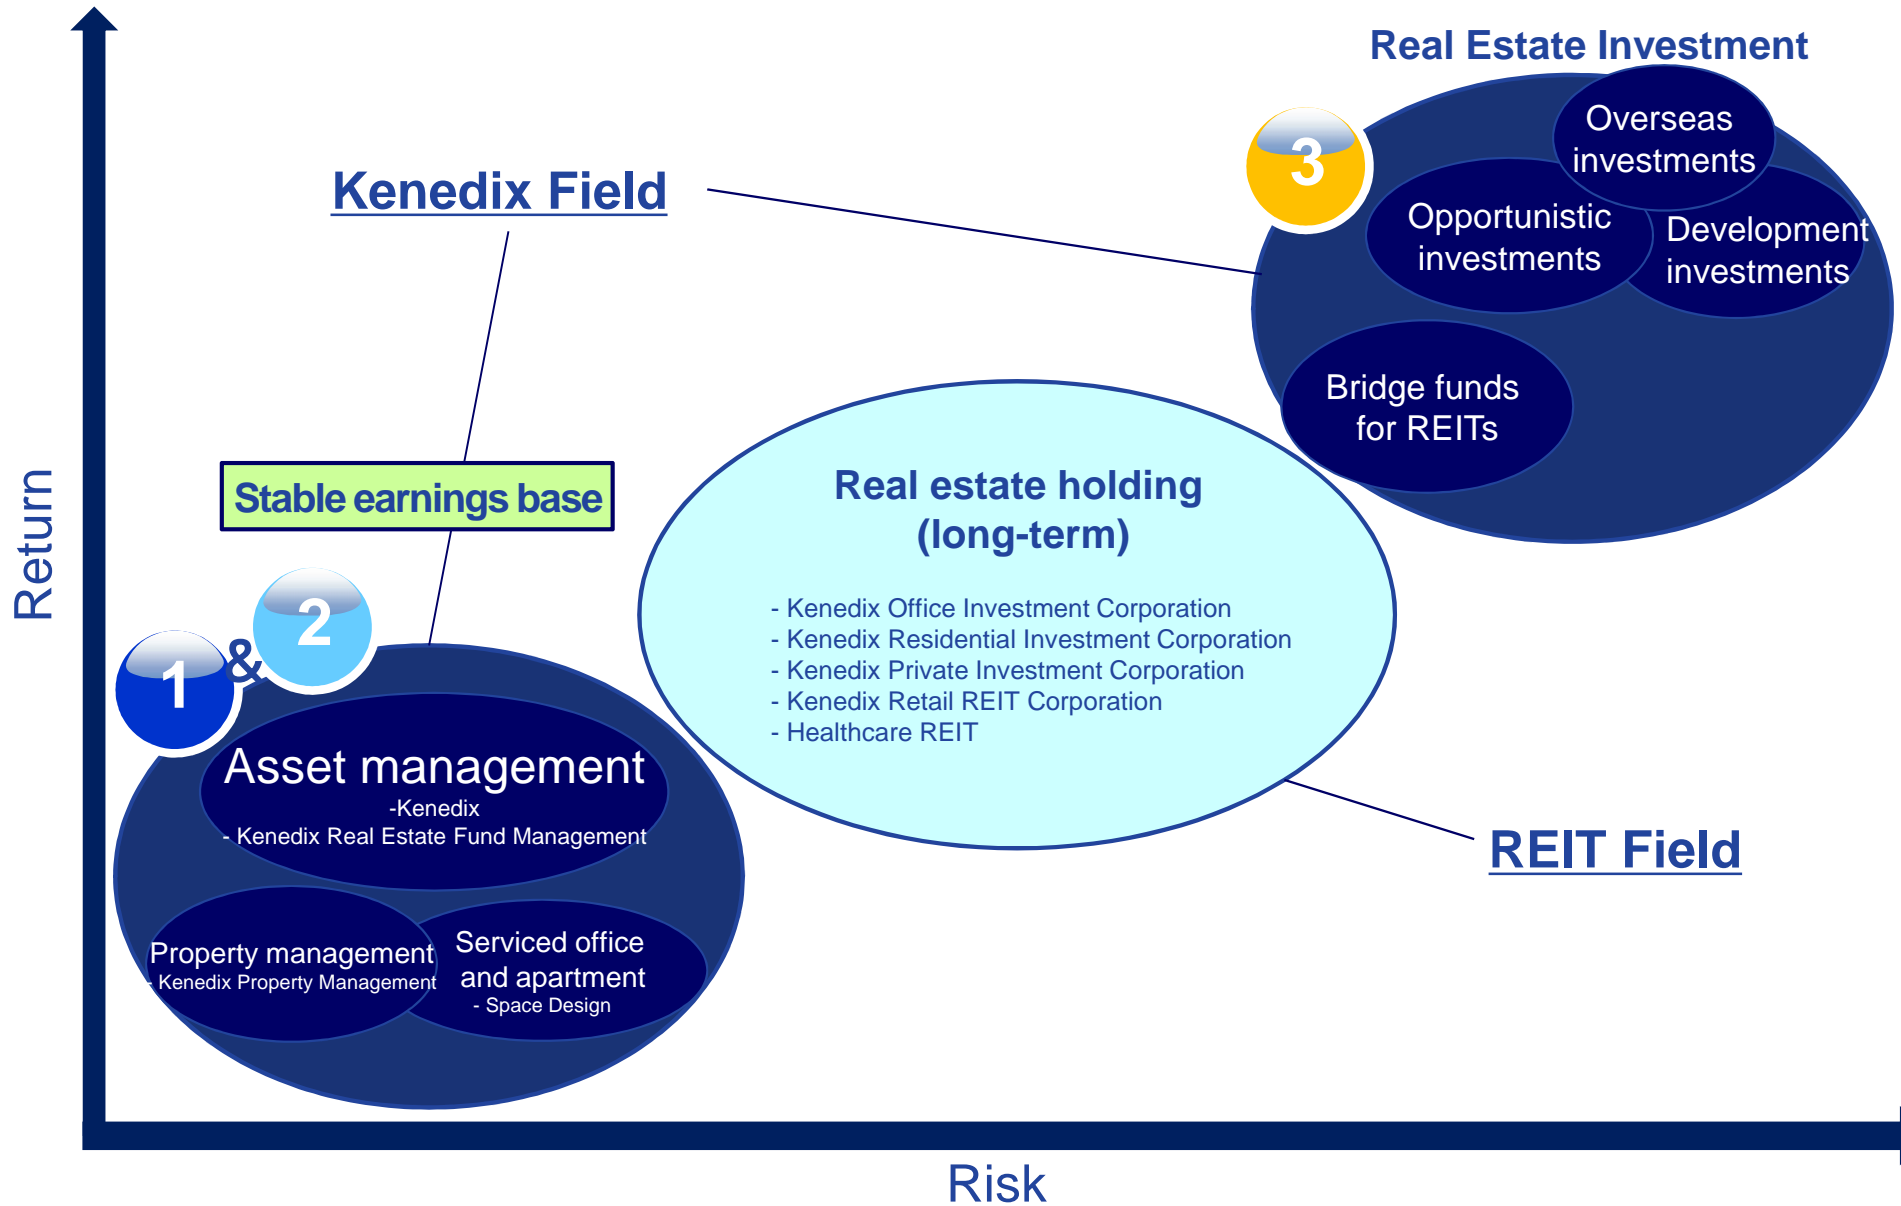 Real Estate Investment
3
Overseas
investments
Opportunistic
investments
Development
investments
Bridge funds
for REITs
Kenedix Field
Return
Stable earnings base
1
&
2
Asset management
-Kenedix
- Kenedix Real Estate Fund Management
Property management
- Kenedix Property Management
Serviced office
and apartment
- Space Design
Real estate holding
(long-term)
- Kenedix Office Investment Corporation
- Kenedix Residential Investment Corporation
- Kenedix Private Investment Corporation
- Kenedix Retail REIT Corporation
- Healthcare REIT
REIT Field
Risk